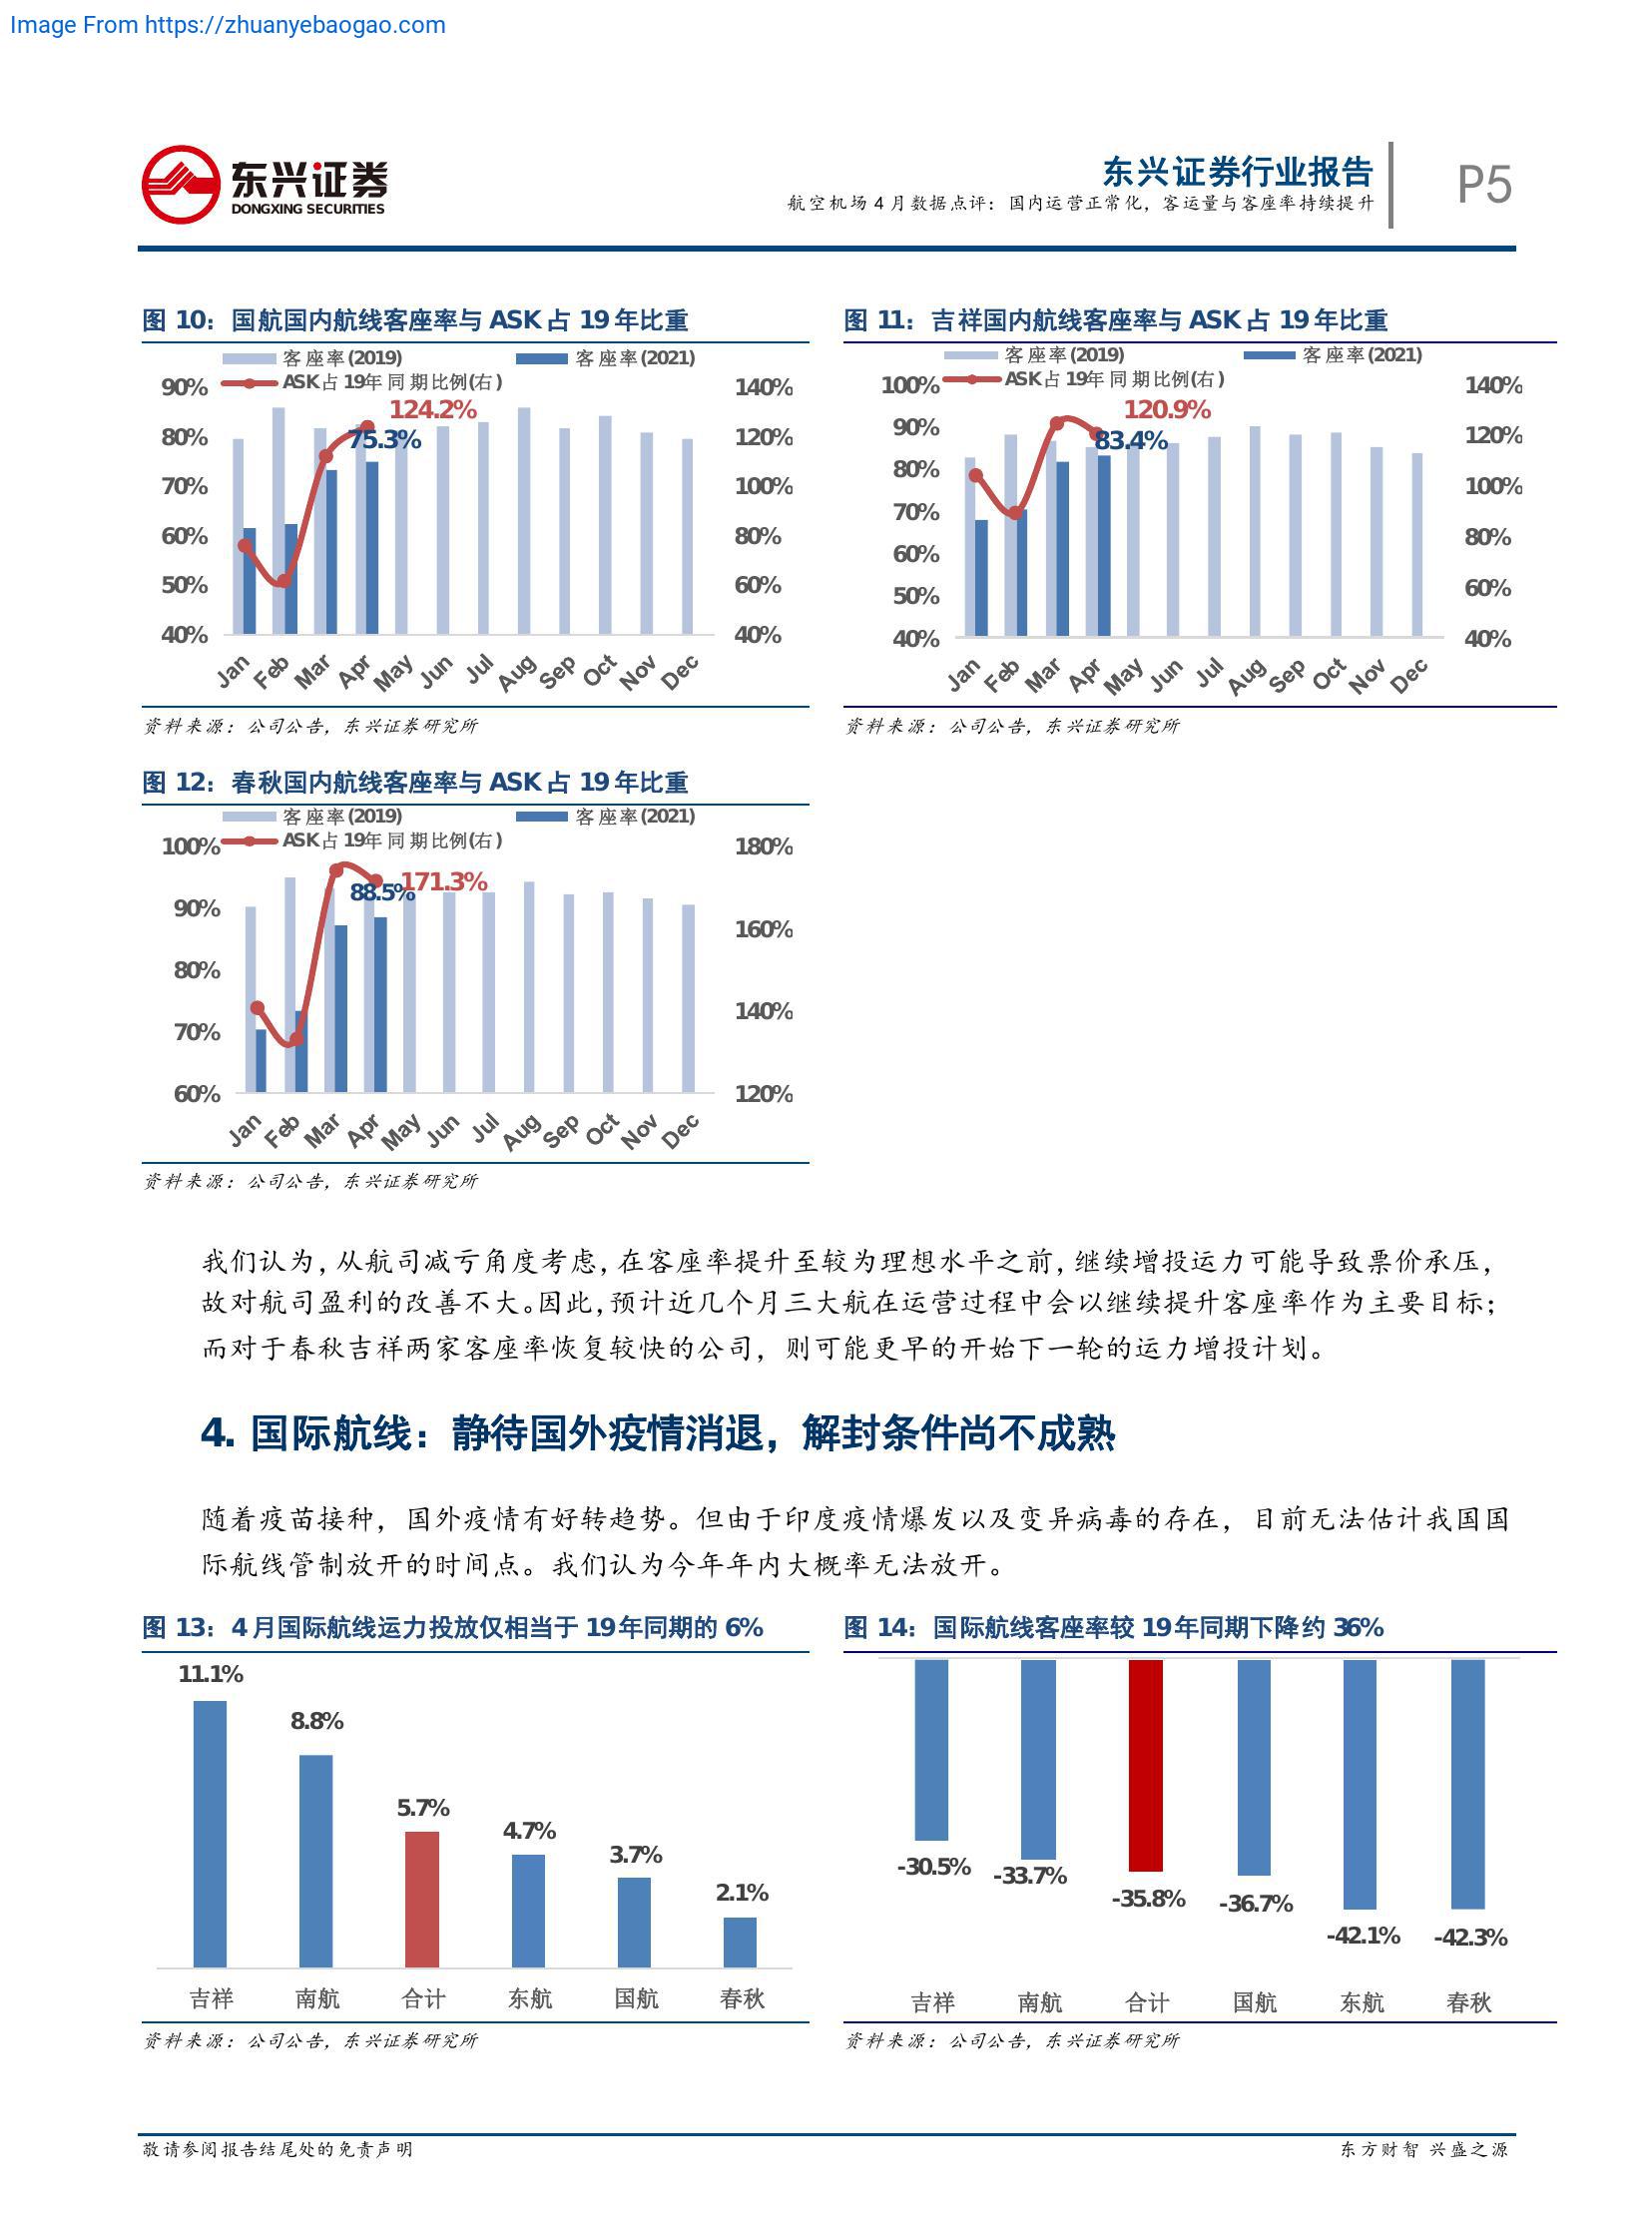 Image From https://zhuanyebaogao.com
东兴证券
DONGXING SECURITIES
东兴证券行业报告
航空机场 4 月数据点评：国内运营正常化，客运量与客座率持续提升
P5
图 10：国航国内航线客座率与 ASK 占 19 年比重
客座率(2019) 客座率(2021)
ASK占19年同期比例(右)
90% 80% 70% 60% 50% 40%
124.2%
75.3%
140% 120% 100% 80% 60% 40%
Jan Feb Mar Apr May Jun Jul Aug Sep Oct Nov Dec
资料来源：公司公告，东兴证券研究所
图 11：吉祥国内航线客座率与 ASK 占 19 年比重
客座率(2019) 客座率(2021)
ASK占19年同期比例(右)
100% 90% 80% 70% 60% 50% 40%
120.9%
83.4%
140% 120% 100% 80% 60% 40%
Jan Feb Mar Apr May Jun Jul Aug Sep Oct Nov Dec
资料来源：公司公告，东兴证券研究所
图 12：春秋国内航线客座率与 ASK 占 19 年比重
客座率(2019) 客座率(2021)
ASK占19年同期比例(右)
100% 90% 80% 70% 60%
88.5% 171.3%
180% 160% 140% 120%
Jan Feb Mar Apr May Jun Jul Aug Sep Oct Nov Dec
资料来源：公司公告，东兴证券研究所
我们认为，从航司减亏角度考虑，在客座率提升至较为理想水平之前，继续增投运力可能导致票价承压，
故对航司盈利的改善不大。因此，预计近几个月三大航在运营过程中会以继续提升客座率作为主要目标；
而对于春秋吉祥两家客座率恢复较快的公司，则可能更早的开始下一轮的运力增投计划。
4. 国际航线：静待国外疫情消退，解封条件尚不成熟
随着疫苗接种，国外疫情有好转趋势。但由于印度疫情爆发以及变异病毒的存在，目前无法估计我国国
际航线管制放开的时间点。我们认为今年年内大概率无法放开。
图 13：4 月国际航线运力投放仅相当于 19 年同期的 6%
11.1% 8.8% 5.7% 4.7% 3.7% 2.1%
吉祥 南航 合计 东航 国航 春秋
资料来源：公司公告，东兴证券研究所
图 14：国际航线客座率较 19 年同期下降约 36%
-30.5% -33.7% -35.8% -36.7% -42.1% -42.3%
吉祥 南航 合计 国航 东航 春秋
资料来源：公司公告，东兴证券研究所
敬请参阅报告结尾处的免责声明
东方财智 兴盛之源